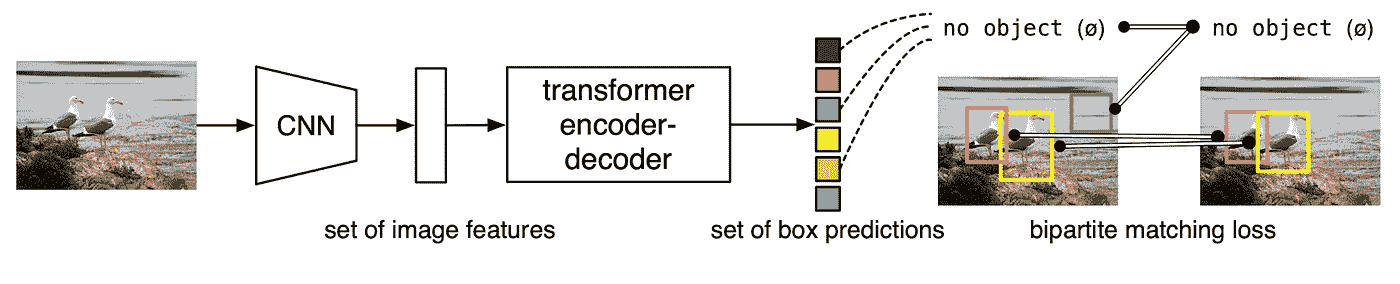 no object (ø)
no object (ø)
CNN
transformer
encoder-
decoder
set of image features
set of box predictions
bipartite matching loss